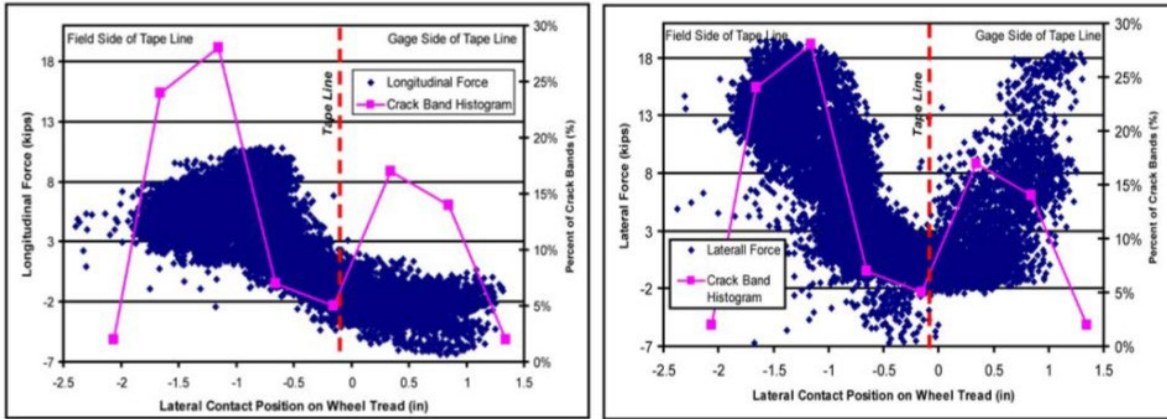 Field Side of Tape Line
Gage Side of Tape Line
Longitudinal Force
Crack Band Histogram
Tape Line
Longitudinal Force (kips)
18
13
8
3
-2
-7
30%
25%
20%
15%
10%
5%
0%
Percent of Crack Bands (%)
-2.5 -2 -1.5 -1 -0.5 0 0.5 1 1.5
Lateral Contact Position on Wheel Tread (in)
Field Side of Tape Line
Gage Side of Tape Line
Tape Line
Laterall Force
Crack Band
Histogram
Lateral Force (kips)
18
13
8
3
-2
-7
30%
25%
20%
15%
10%
5%
0%
Percent of Crack Bands (%)
-2.5 -2 -1.5 -1 -0.5 0 0.5 1 1.5
Lateral Contact Position on Wheel Tread (in)